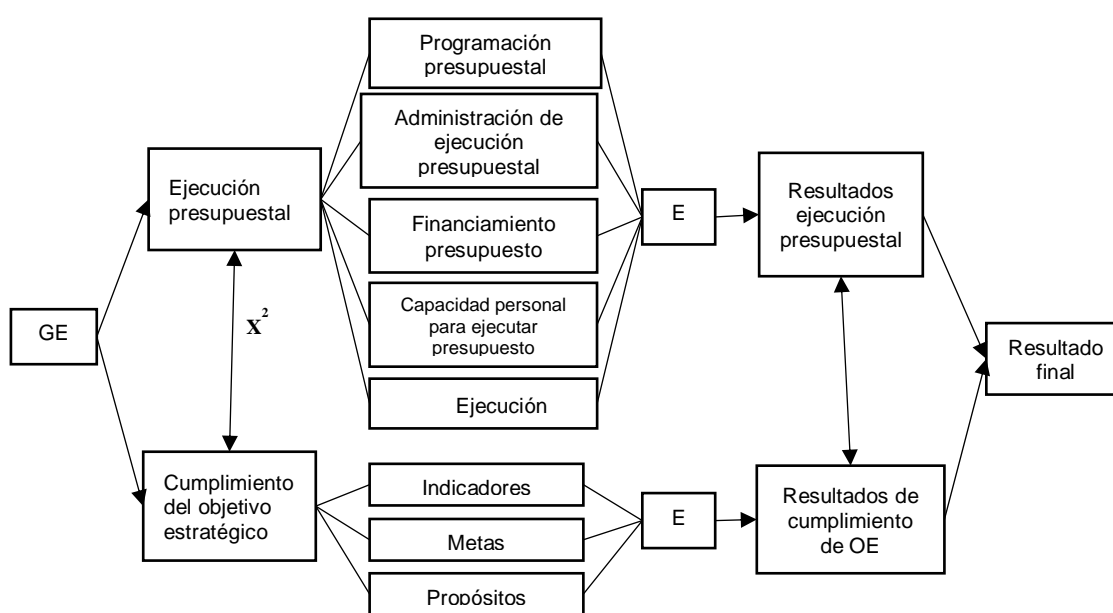 Programación
presupuestal
Administración de
ejecución
presupuestal
Ejecución
presupuestal
Resultados
ejecución
presupuestal
E
Financiamiento
presupuesto
Capacidad personal
para ejecutar
presupuesto
X²
GE
Resultado
final
Ejecución
Cumplimiento
del objetivo
estratégico
Indicadores
Metas
Propósitos
E
Resultados de
cumplimiento
de OE